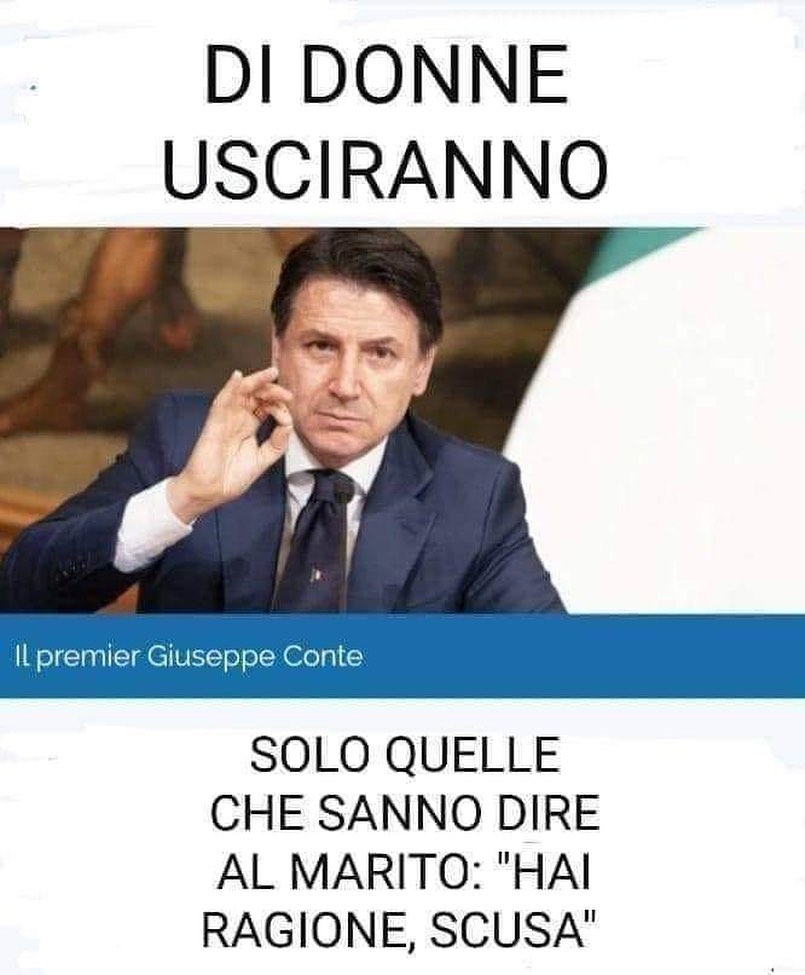 DI DONNE
USCIRANNO
Il premier Giuseppe Conte
SOLO QUELLE
CHE SANNO DIRE
AL MARITO: "HAI
RAGIONE, SCUSA"